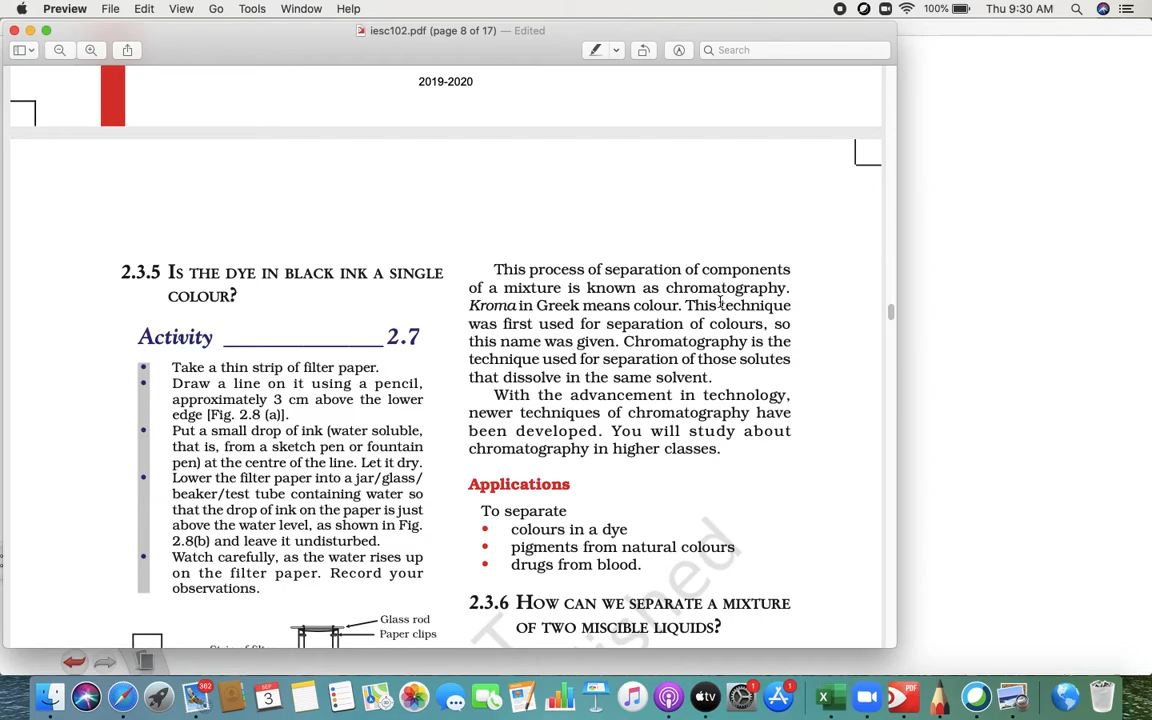 Preview File Edit View Go Tools Window Help 100% Thu 9:30 AM
iesc102.pdf (page 8 of 17) — Edited
Search
2019-2020
2.3.5 IS THE DYE IN BLACK INK A SINGLE
COLOUR?
Activity ______________ 2.7
• Take a thin strip of filter paper.
• Draw a line on it using a pencil,
approximately 3 cm above the lower
edge [Fig. 2.8 (a)].
• Put a small drop of ink (water soluble,
that is, from a sketch pen or fountain
pen) at the centre of the line. Let it dry.
• Lower the filter paper into a jar/glass/
beaker/test tube containing water so
that the drop of ink on the paper is just
above the water level, as shown in Fig.
2.8(b) and leave it undisturbed.
• Watch carefully, as the water rises up
on the filter paper. Record your
observations.
Glass rod
Paper clips
This process of separation of components
of a mixture is known as chromatography.
Kroma in Greek means colour. This technique
was first used for separation of colours, so
this name was given. Chromatography is the
technique used for separation of those solutes
that dissolve in the same solvent.
With the advancement in technology,
newer techniques of chromatography have
been developed. You will study about
chromatography in higher classes.
Applications
To separate
• colours in a dye
• pigments from natural colours
• drugs from blood.
2.3.6 HOW CAN WE SEPARATE A MIXTURE
OF TWO MISCIBLE LIQUIDS?
362
SEP
3
tv
1
1
PDF